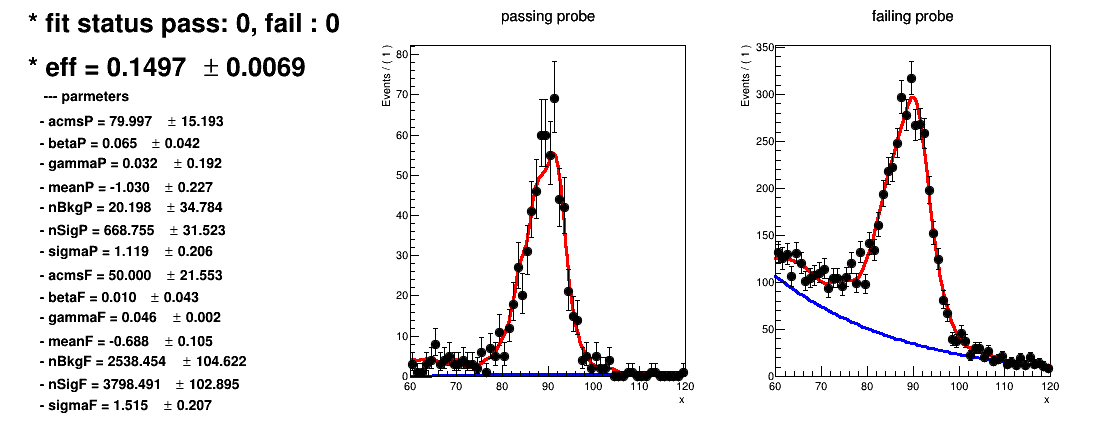 * fit status pass: 0, fail : 0
* eff = 0.1497 ± 0.0069
--- parmeters
- acmsP = 79.997 ± 15.193
- betaP = 0.065 ± 0.042
- gammaP = 0.032 ± 0.192
- meanP = -1.030 ± 0.227
- nBkgP = 20.198 ± 34.784
- nSigP = 668.755 ± 31.523
- sigmaP = 1.119 ± 0.206
- acmsF = 50.000 ± 21.553
- betaF = 0.010 ± 0.043
- gammaF = 0.046 ± 0.002
- meanF = -0.688 ± 0.105
- nBkgF = 2538.454 ± 104.622
- nSigF = 3798.491 ± 102.895
- sigmaF = 1.515 ± 0.207
passing probe
Events / ( 1 )
80
70
60
50
40
30
20
10
0
60 70 80 90 100 110 120
x
failing probe
Events / ( 1 )
350
300
250
200
150
100
50
0
60 70 80 90 100 110 120
x